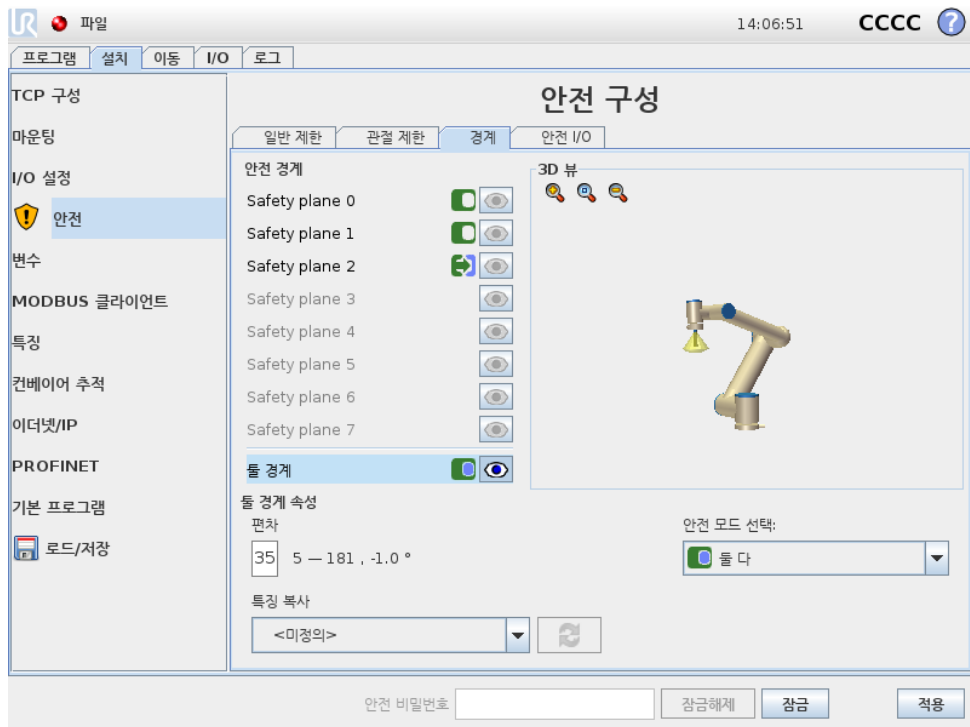 UR 파일 14:06:51 CCCC ?
프로그램 설치 이동 I/O 로그
TCP 구성
마운팅
I/O 설정
안전
변수
MODBUS 클라이언트
특징
컨베이어 추적
이더넷/IP
PROFINET
기본 프로그램
로드/저장
안전 구성
일반 제한 관절 제한 경계 안전 I/O
안전 경계
Safety plane 0
Safety plane 1
Safety plane 2
Safety plane 3
Safety plane 4
Safety plane 5
Safety plane 6
Safety plane 7
툴 경계
3D 뷰
툴 경계 속성
편차
35 5 — 181 , -1.0 °
특징 복사
<미정의>
안전 모드 선택:
둘 다
안전 비밀번호 잠금해제 잠금 적용